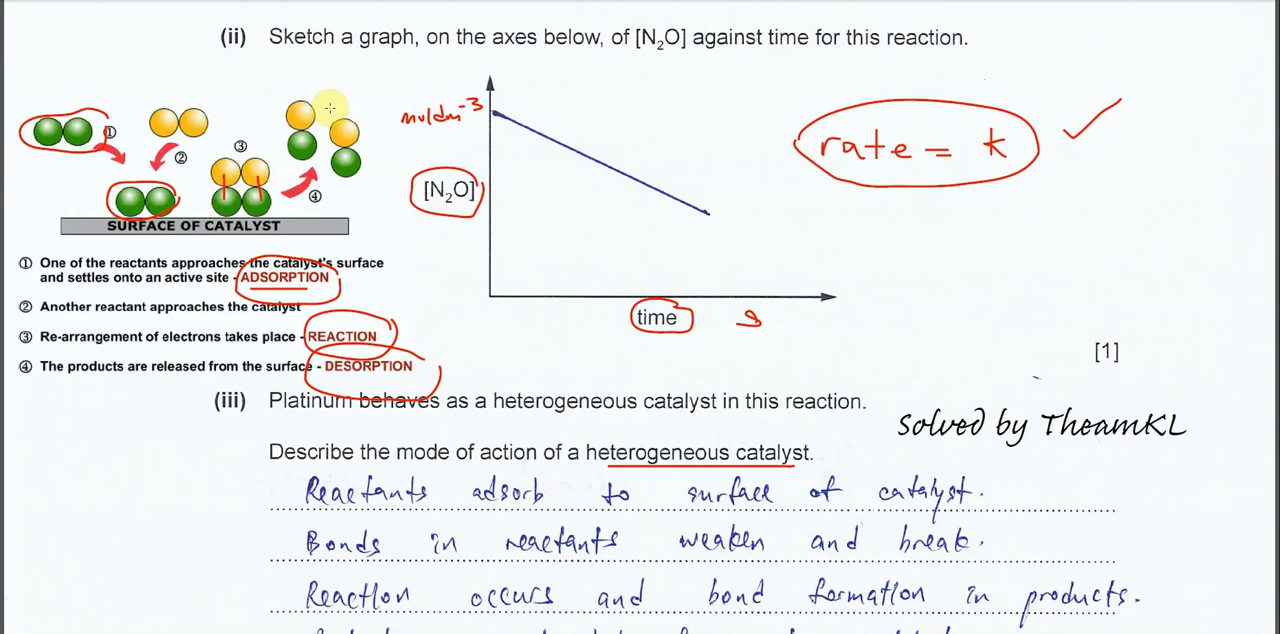 (ii) Sketch a graph, on the axes below, of [N₂O] against time for this reaction.
mol dm⁻³
[N₂O]
time s
rate = k
①
②
③
④
SURFACE OF CATALYST
① One of the reactants approaches the catalyst's surface
and settles onto an active site - ADSORPTION
② Another reactant approaches the catalyst
③ Re-arrangement of electrons takes place - REACTION
④ The products are released from the surface - DESORPTION
[1]
(iii) Platinum behaves as a heterogeneous catalyst in this reaction.
Solved by TheamKL
Describe the mode of action of a heterogeneous catalyst.
Reactants adsorb to surface of catalyst.
Bonds in reactants weaken and break.
Reaction occurs and bond formation in products.